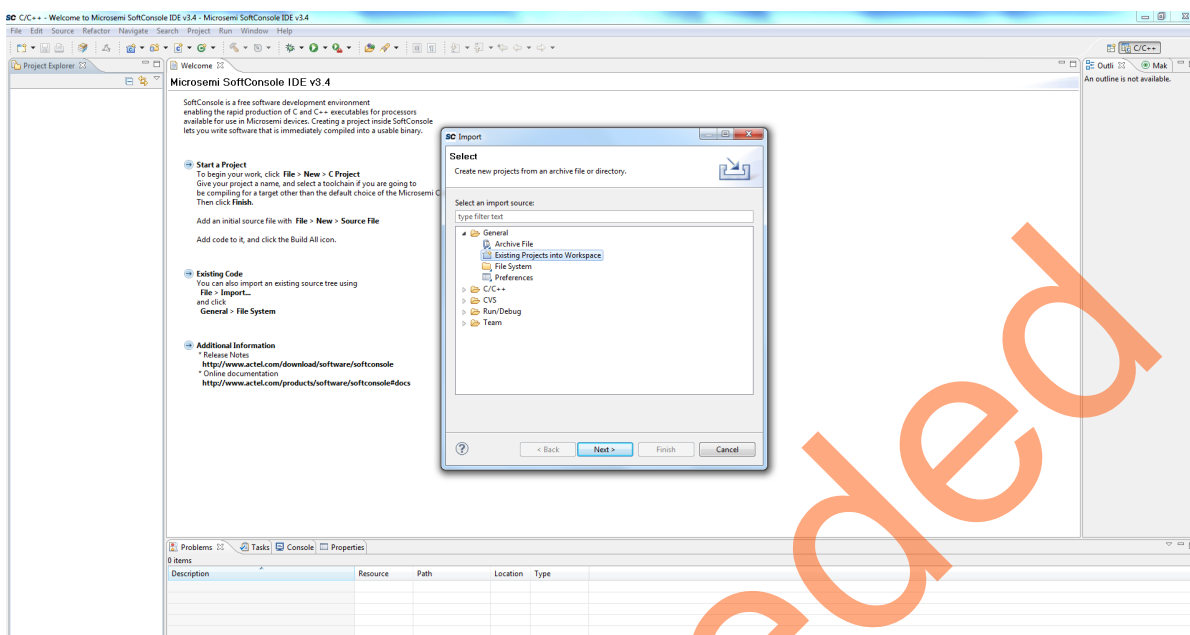 SC C/C++ - Welcome to Microsemi SoftConsole IDE v3.4 - Microsemi SoftConsole IDE v3.4
File Edit Source Refactor Navigate Search Project Run Window Help
C/C++
Project Explorer
Welcome
Outli
Mak
Microsemi SoftConsole IDE v3.4
An outline is not available.
SoftConsole is a free software development environment
enabling the rapid production of C and C++ executables for processors
available for use in Microsemi devices. Creating a project inside SoftConsole
lets you write software that is immediately compiled into a usable binary.
Start a Project
To begin your work, click File > New > C Project
Give your project a name, and select a toolchain if you are going to
be compiling for a target other than the default choice of the Microsemi C
Then click Finish.
Add an initial source file with File > New > Source File
Add code to it, and click the Build All icon.
Existing Code
You can also import an existing source tree using
File > Import...
and click
General > File System
Additional Information
* Release Notes
http://www.actel.com/download/software/softconsole
* Online documentation
http://www.actel.com/products/software/softconsole#docs
SC Import
Select
Create new projects from an archive file or directory.
Select an import source:
type filter text
General
Archive File
Existing Projects into Workspace
File System
Preferences
C/C++
CVS
Run/Debug
Team
?
< Back
Next >
Finish
Cancel
Problems
Tasks
Console
Properties
0 items
Description Resource Path Location Type
ded
ded